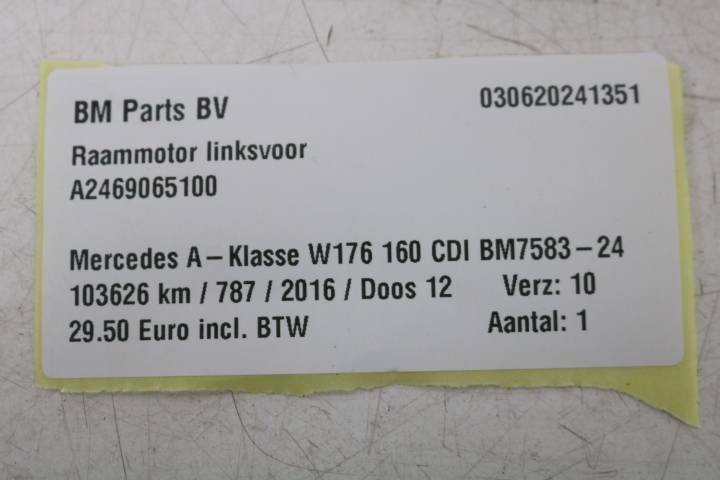 BM Parts BV 030620241351
Raammotor linksvoor
A2469065100
Mercedes A-Klasse W176 160 CDI BM7583-24
103626 km / 787 / 2016 / Doos 12 Verz: 10
29.50 Euro incl. BTW Aantal: 1